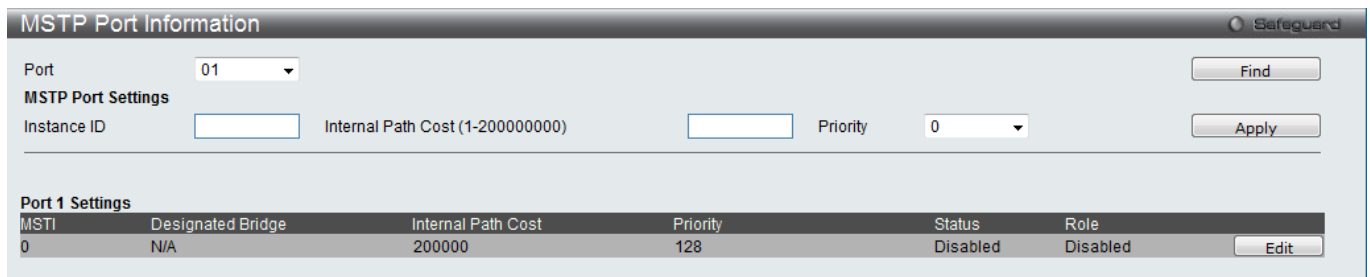 MSTP Port Information Safeguard
Port 01 Find
MSTP Port Settings
Instance ID Internal Path Cost (1-200000000) Priority 0 Apply
Port 1 Settings
MSTI Designated Bridge Internal Path Cost Priority Status Role
0 N/A 200000 128 Disabled Disabled Edit